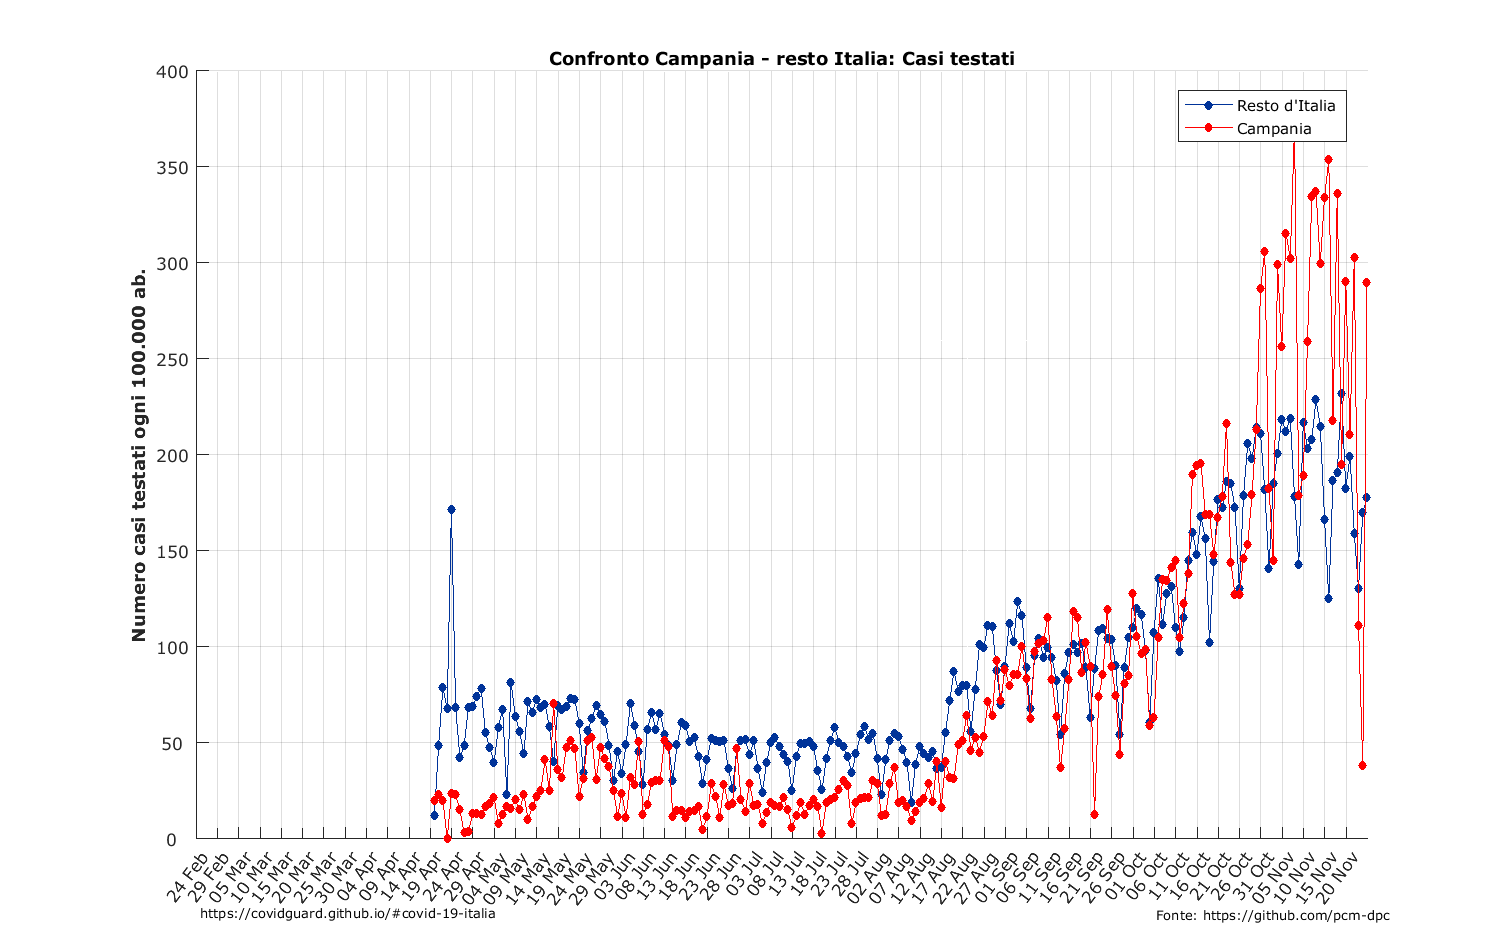 Confronto Campania - resto Italia: Casi testati
Resto d'Italia
Campania
Numero casi testati ogni 100.000 ab.
400
350
300
250
200
150
100
50
0
24 Feb
29 Feb
05 Mar
10 Mar
15 Mar
20 Mar
25 Mar
30 Mar
04 Apr
09 Apr
14 Apr
19 Apr
24 Apr
29 Apr
04 May
09 May
14 May
19 May
24 May
29 May
03 Jun
08 Jun
13 Jun
18 Jun
23 Jun
28 Jun
03 Jul
08 Jul
13 Jul
18 Jul
23 Jul
28 Jul
02 Aug
07 Aug
12 Aug
17 Aug
22 Aug
27 Aug
01 Sep
06 Sep
11 Sep
16 Sep
21 Sep
26 Sep
01 Oct
06 Oct
11 Oct
16 Oct
21 Oct
26 Oct
31 Oct
05 Nov
10 Nov
15 Nov
20 Nov
https://covidguard.github.io/#covid-19-italia
Fonte: https://github.com/pcm-dpc